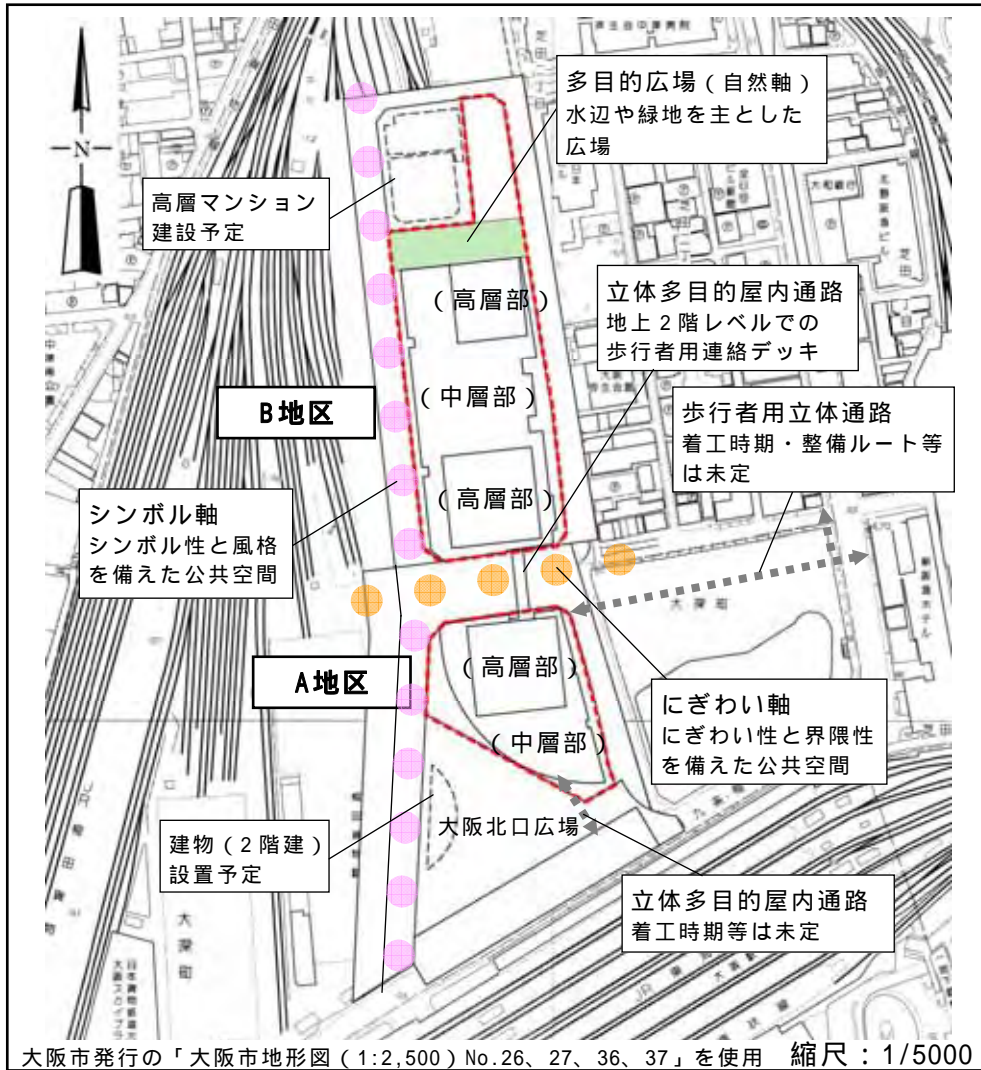 多目的広場（自然軸）
水辺や緑地を主とした
広場
N
高層マンション
建設予定
（高層部）
立体多目的屋内通路
地上２階レベルでの
歩行者用連絡デッキ
（中層部）
B地区
歩行者用立体通路
着工時期・整備ルート等
は未定
（高層部）
シンボル軸
シンボル性と風格
を備えた公共空間
大深町
（高層部）
A地区
にぎわい軸
にぎわい性と界隈性
を備えた公共空間
（中層部）
大阪北口広場
建物（２階建）
設置予定
立体多目的屋内通路
着工時期等は未定
大深町
芝田
大阪市発行の「大阪市地形図（1:2,500）No.26、27、36、37」を使用　縮尺：1/5000